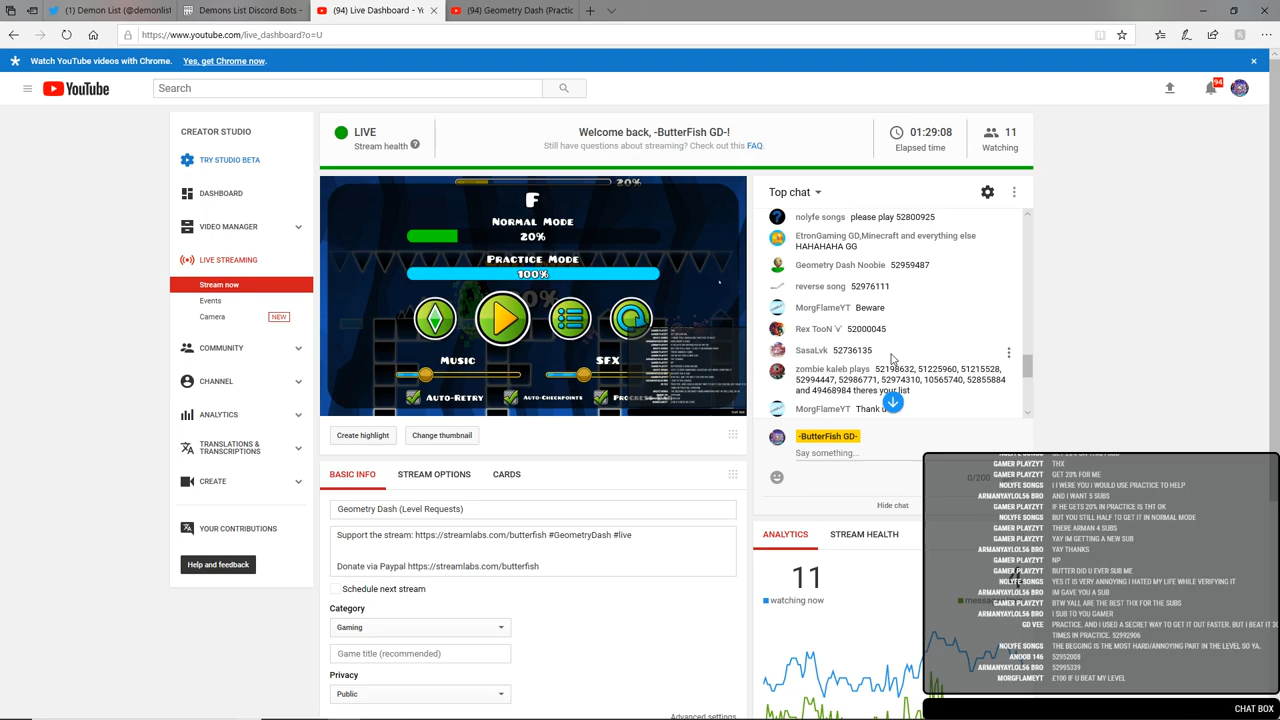 (1) Demon List (@demonlist
Demons List Discord Bots -
(94) Live Dashboard - Yo
(94) Geometry Dash (Practic
https://www.youtube.com/live_dashboard?o=U
Watch YouTube videos with Chrome. Yes, get Chrome now.
YouTube
Search
94
CREATOR STUDIO
TRY STUDIO BETA
DASHBOARD
VIDEO MANAGER
LIVE STREAMING
Stream now
Events
Camera NEW
COMMUNITY
CHANNEL
ANALYTICS
TRANSLATIONS &
TRANSCRIPTIONS
CREATE
YOUR CONTRIBUTIONS
Help and feedback
LIVE
Stream health
Welcome back, -ButterFish GD-!
Still have questions about streaming? Check out this FAQ.
01:29:08
Elapsed time
11
Watching
20%
F
NORMAL MODE
20%
PRACTICE MODE
100%
MUSIC SFX
AUTO-RETRY AUTO-CHECKPOINTS
Create highlight
Change thumbnail
BASIC INFO STREAM OPTIONS CARDS
Geometry Dash (Level Requests)
Support the stream: https://streamlabs.com/butterfish #GeometryDash #live
Donate via Paypal https://streamlabs.com/butterfish
Schedule next stream
Category
Gaming
Game title (recommended)
Privacy
Public
Advanced settings
Top chat
nolyfe songs please play 52800925
EtronGaming GD,Minecraft and everything else
HAHAHAHA GG
Geometry Dash Noobie 52959487
reverse song 52976111
MorgFlameYT Beware
Rex TooN 'v' 52000045
SasaLvk 52736135
zombie kaleb plays 52198632, 51225960, 51215528,
52994447, 52986771, 52974310, 10565740, 52855884
and 49468984 theres your list
MorgFlameYT Thank u
-ButterFish GD-
Say something...
0/200
Hide chat
ANALYTICS STREAM HEALTH
11
watching now
GAMER PLAYZYT THX
GAMER PLAYZYT GET 20% FOR ME
NOLYFE SONGS I I WERE YOU I WOULD USE PRACTICE TO HELP
ARMANYAYLOL56 BRO AND I WANT 5 SUBS
GAMER PLAYZYT IF HE GETS 20% IN PRACTICE IS THT OK
NOLYFE SONGS BUT YOU STILL HALF TO GET IT IN NORMAL MODE
GAMER PLAYZYT THERE ARMAN 4 SUBS
GAMER PLAYZYT YAY IM GETTING A NEW SUB
ARMANYAYLOL56 BRO YAY THANKS
GAMER PLAYZYT NP
GAMER PLAYZYT BUTTER DID U EVER SUB ME
NOLYFE SONGS YES IT IS VERY ANNOYING I HATED MY LIFE WHILE VERIFYING IT
ARMANYAYLOL56 BRO IM GAVE YOU A SUB
GAMER PLAYZYT BTW YALL ARE THE BEST THX FOR THE SUBS
ARMANYAYLOL56 BRO I SUB TO YOU GAMER
GD VEE PRACTICE. AND I USED A SECRET WAY TO GET IT OUT FASTER. BUT I BEAT IT
TIMES IN PRACTICE. 52992906
NOLYFE SONGS THE BEGGING IS THE MOST HARD/ANNOYING PART IN THE LEVEL SO YA.
ANOOB 146 52952008
ARMANYAYLOL56 BRO 52995339
MORGFLAMEYT £100 IF U BEAT MY LEVEL
CHAT BOX